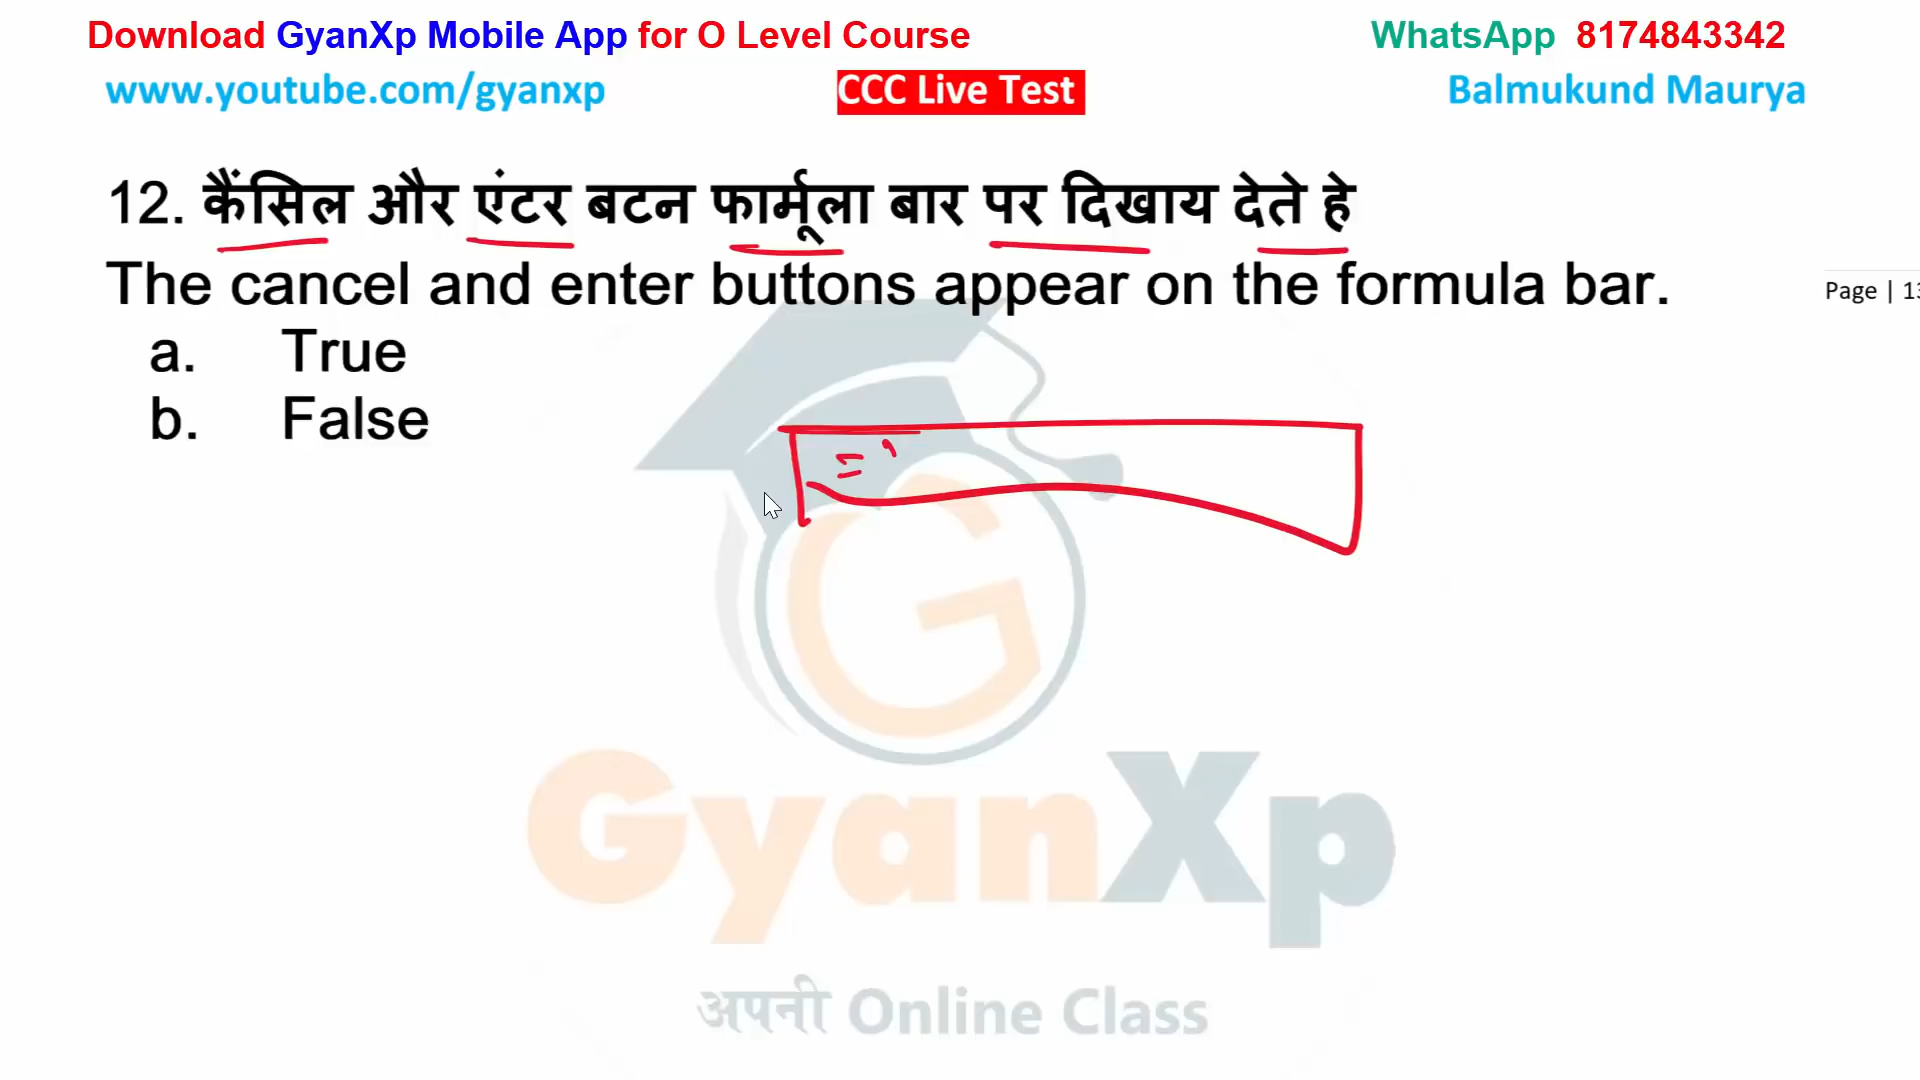 Download GyanXp Mobile App for O Level Course WhatsApp 8174843342
www.youtube.com/gyanxp CCC Live Test Balmukund Maurya
12. कैंसिल और एंटर बटन फार्मूला बार पर दिखाय देते हे
The cancel and enter buttons appear on the formula bar.
Page | 13
a. True
b. False
= '
GyanXp
अपनी Online Class